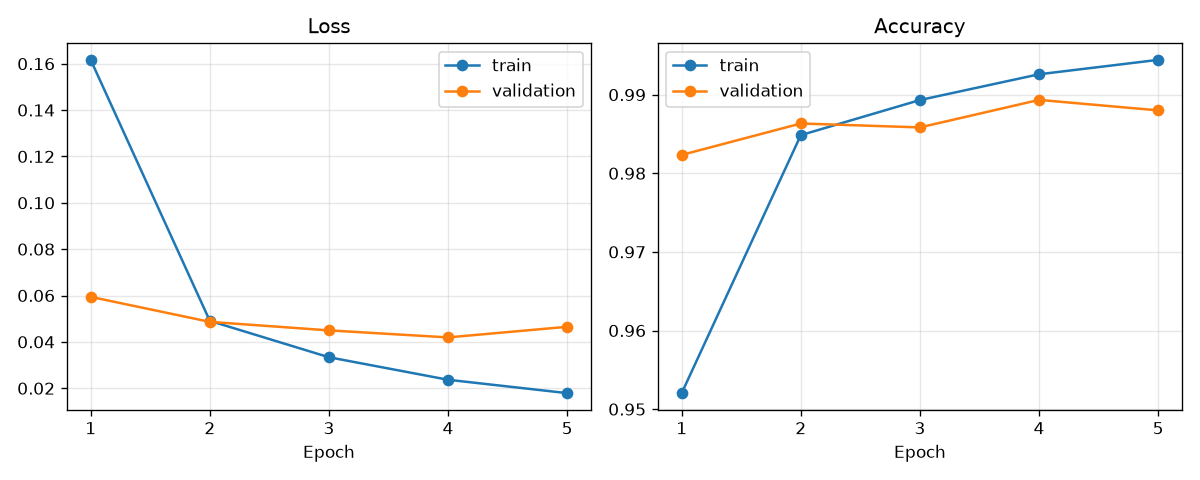 Loss
0.16
0.14
0.12
0.10
0.08
0.06
0.04
0.02
train
validation
1 2 3 4 5
Epoch
Accuracy
0.99
0.98
0.97
0.96
0.95
train
validation
1 2 3 4 5
Epoch